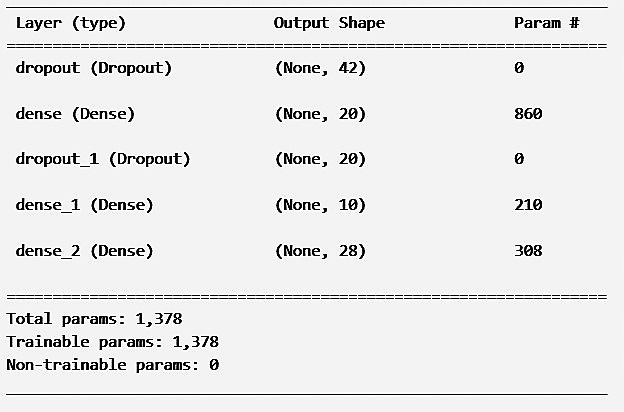 Layer (type) Output Shape Param #
=================================================================
dropout (Dropout) (None, 42) 0
dense (Dense) (None, 20) 860
dropout_1 (Dropout) (None, 20) 0
dense_1 (Dense) (None, 10) 210
dense_2 (Dense) (None, 28) 308
=================================================================
Total params: 1,378
Trainable params: 1,378
Non-trainable params: 0